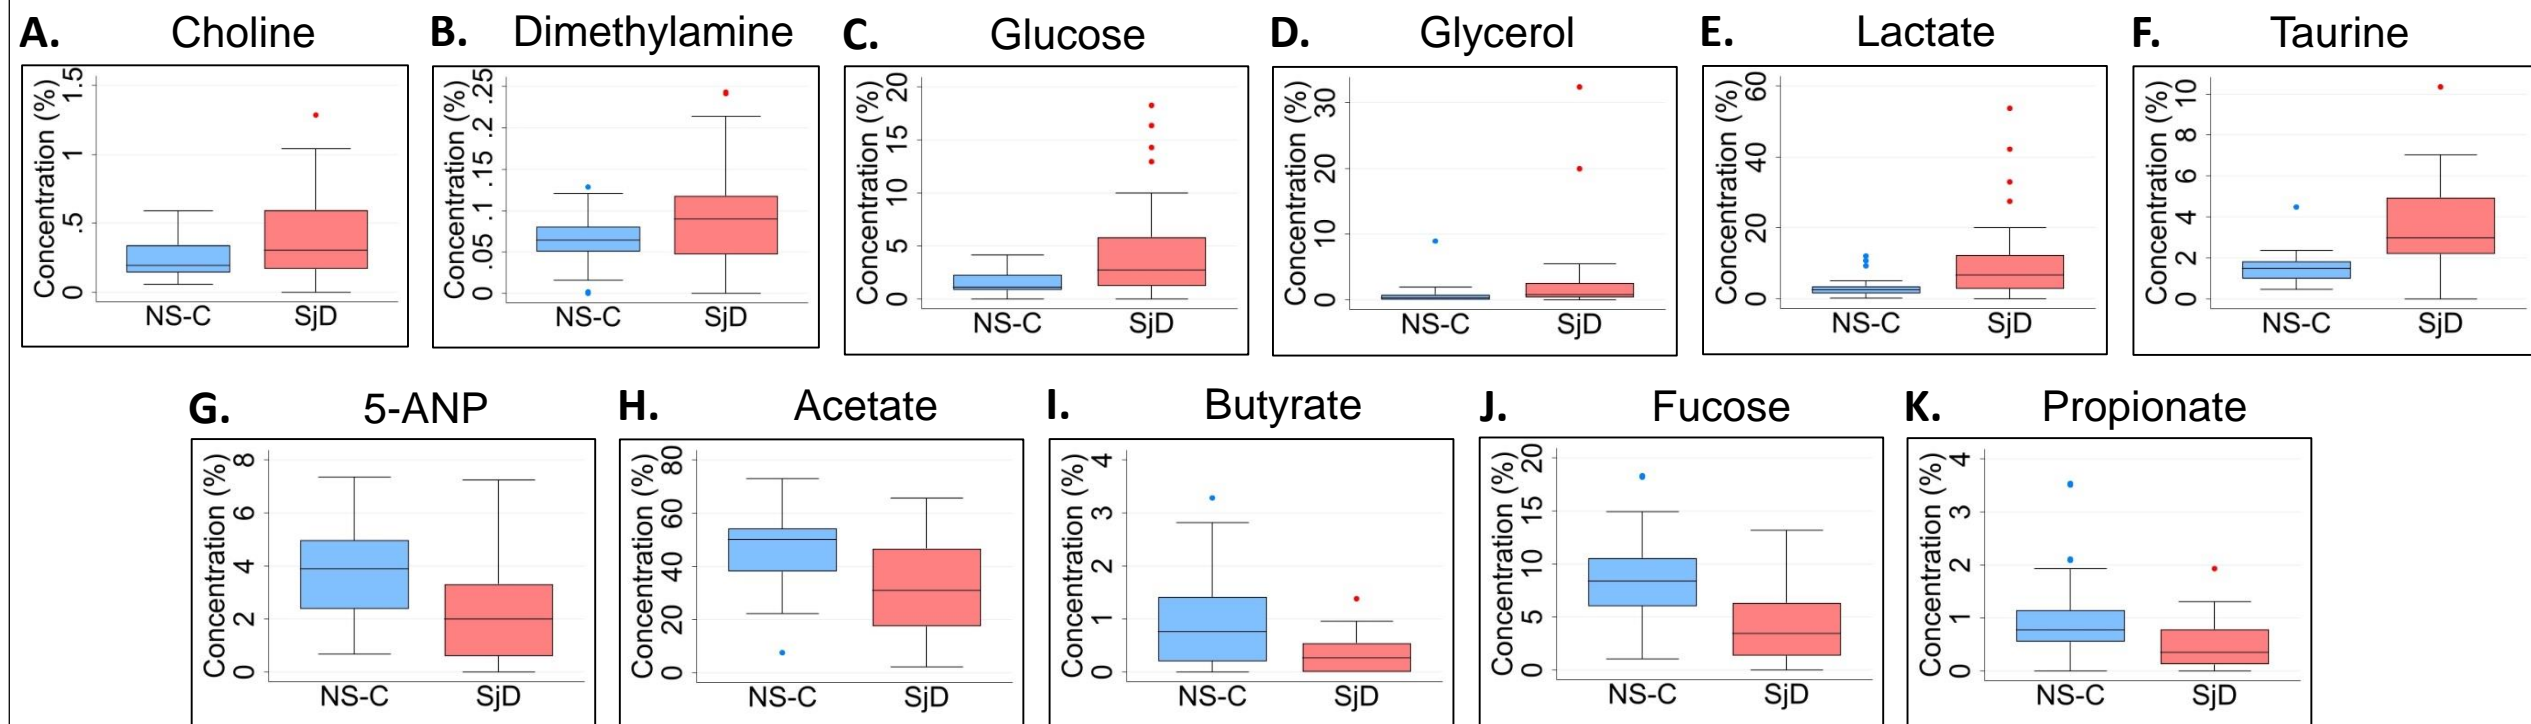 A. Choline
Concentration (%)
0 .5 1 1.5
NS-C SjD
B. Dimethylamine
Concentration (%)
0 .05 .1 .15 .2 .25
NS-C SjD
C. Glucose
Concentration (%)
0 5 10 15 20
NS-C SjD
D. Glycerol
Concentration (%)
0 10 20 30
NS-C SjD
E. Lactate
Concentration (%)
0 20 40 60
NS-C SjD
F. Taurine
Concentration (%)
0 2 4 6 8 10
NS-C SjD
G. 5-ANP
Concentration (%)
0 2 4 6 8
NS-C SjD
H. Acetate
Concentration (%)
0 20 40 60 80
NS-C SjD
I. Butyrate
Concentration (%)
0 1 2 3 4
NS-C SjD
J. Fucose
Concentration (%)
0 5 10 15 20
NS-C SjD
K. Propionate
Concentration (%)
0 1 2 3 4
NS-C SjD